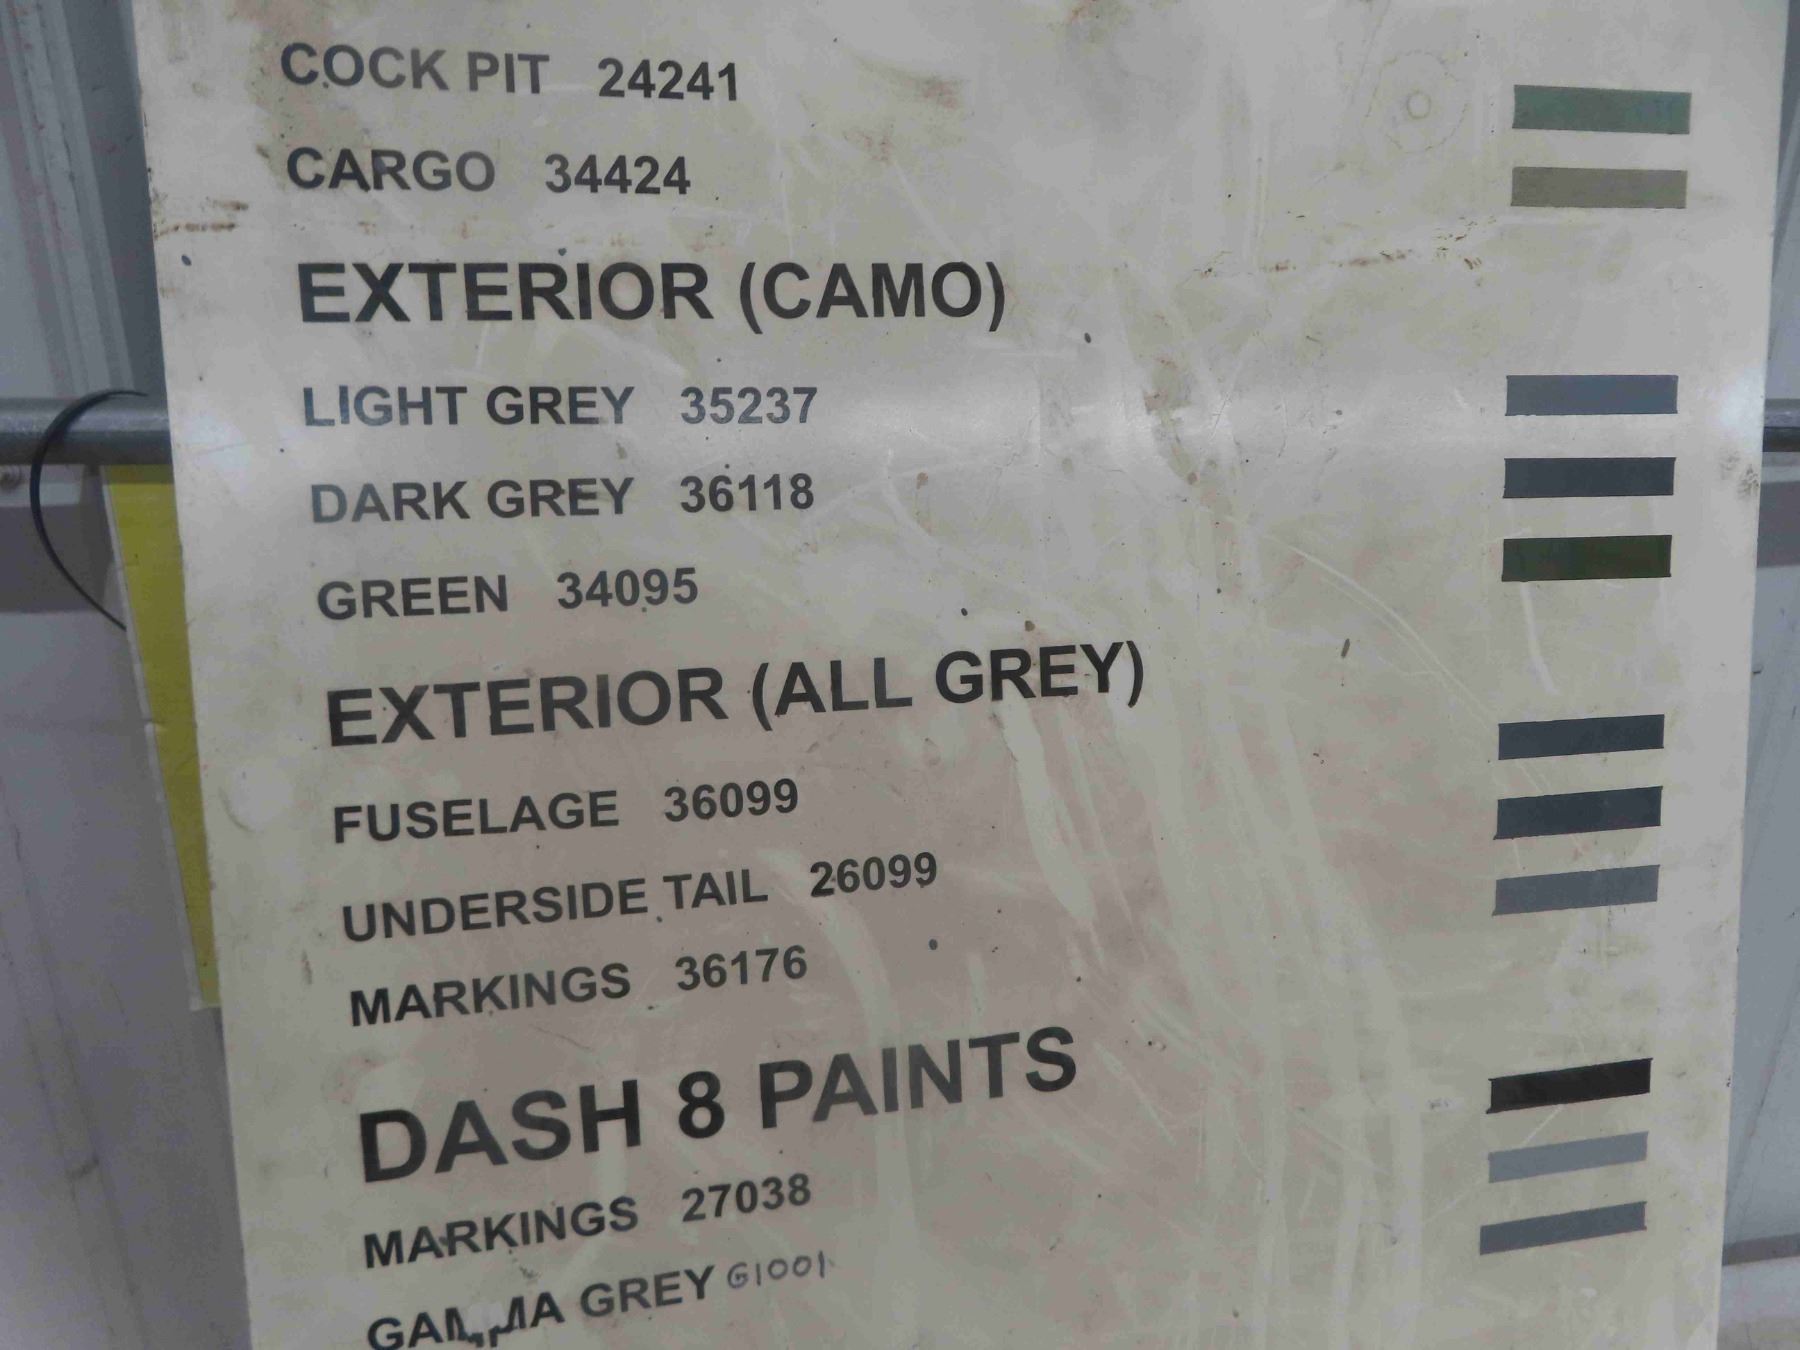 COCK PIT 24241
CARGO 34424
EXTERIOR (CAMO)
LIGHT GREY 35237
DARK GREY 36118
GREEN 34095
EXTERIOR (ALL GREY)
FUSELAGE 36099
UNDERSIDE TAIL 26099
MARKINGS 36176
DASH 8 PAINTS
MARKINGS 27038
GAMMA GREY G1001